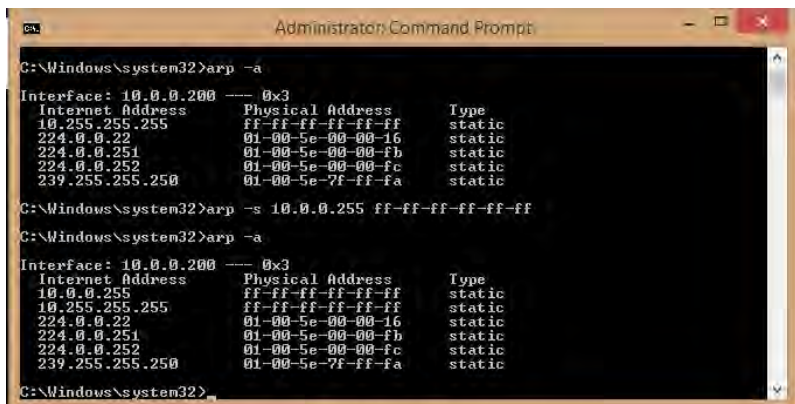 Administrator: Command Prompt
C:\Windows\system32>arp -a
Interface: 10.0.0.200 --- 0x3
Internet Address Physical Address Type
10.255.255.255 ff-ff-ff-ff-ff-ff static
224.0.0.22 01-00-5e-00-00-16 static
224.0.0.251 01-00-5e-00-00-fb static
224.0.0.252 01-00-5e-00-00-fc static
239.255.255.250 01-00-5e-7f-ff-fa static
C:\Windows\system32>arp -s 10.0.0.255 ff-ff-ff-ff-ff-ff
C:\Windows\system32>arp -a
Interface: 10.0.0.200 --- 0x3
Internet Address Physical Address Type
10.0.0.255 ff-ff-ff-ff-ff-ff static
10.255.255.255 ff-ff-ff-ff-ff-ff static
224.0.0.22 01-00-5e-00-00-16 static
224.0.0.251 01-00-5e-00-00-fb static
224.0.0.252 01-00-5e-00-00-fc static
239.255.255.250 01-00-5e-7f-ff-fa static
C:\Windows\system32>_